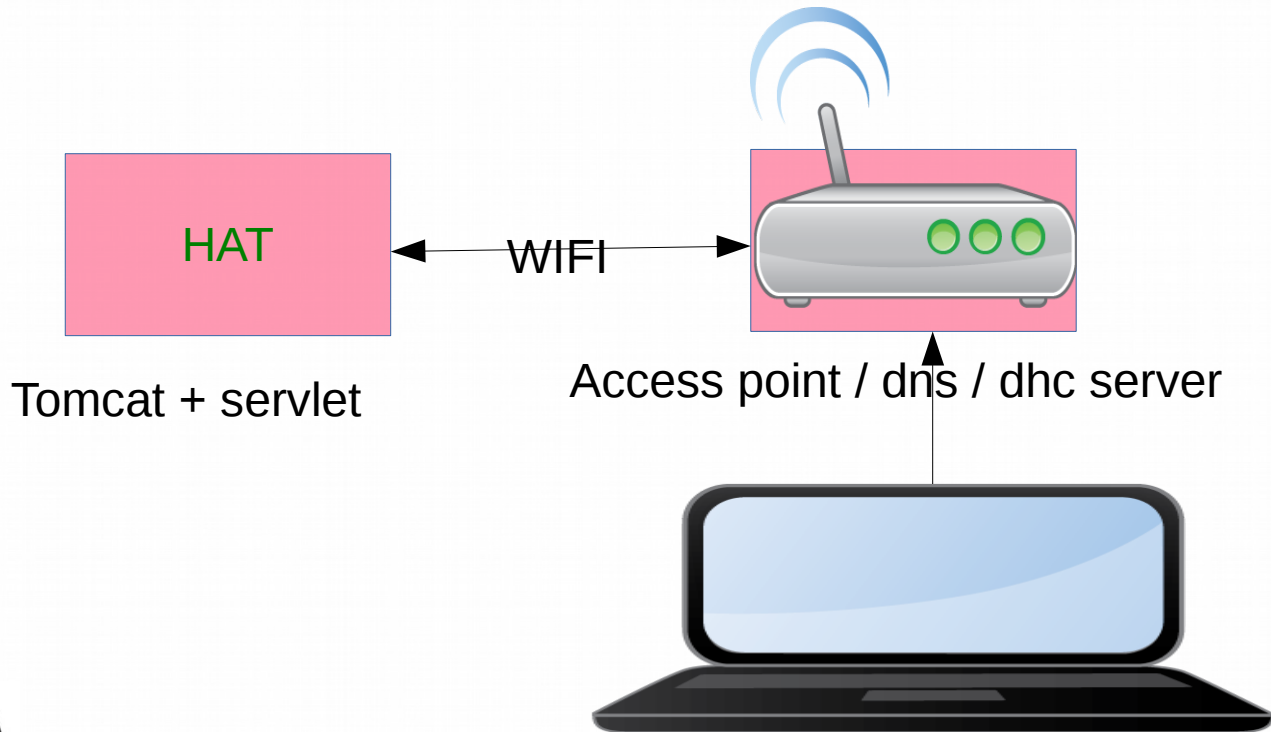 HAT
WIFI
Tomcat + servlet
Access point / dns / dhc server